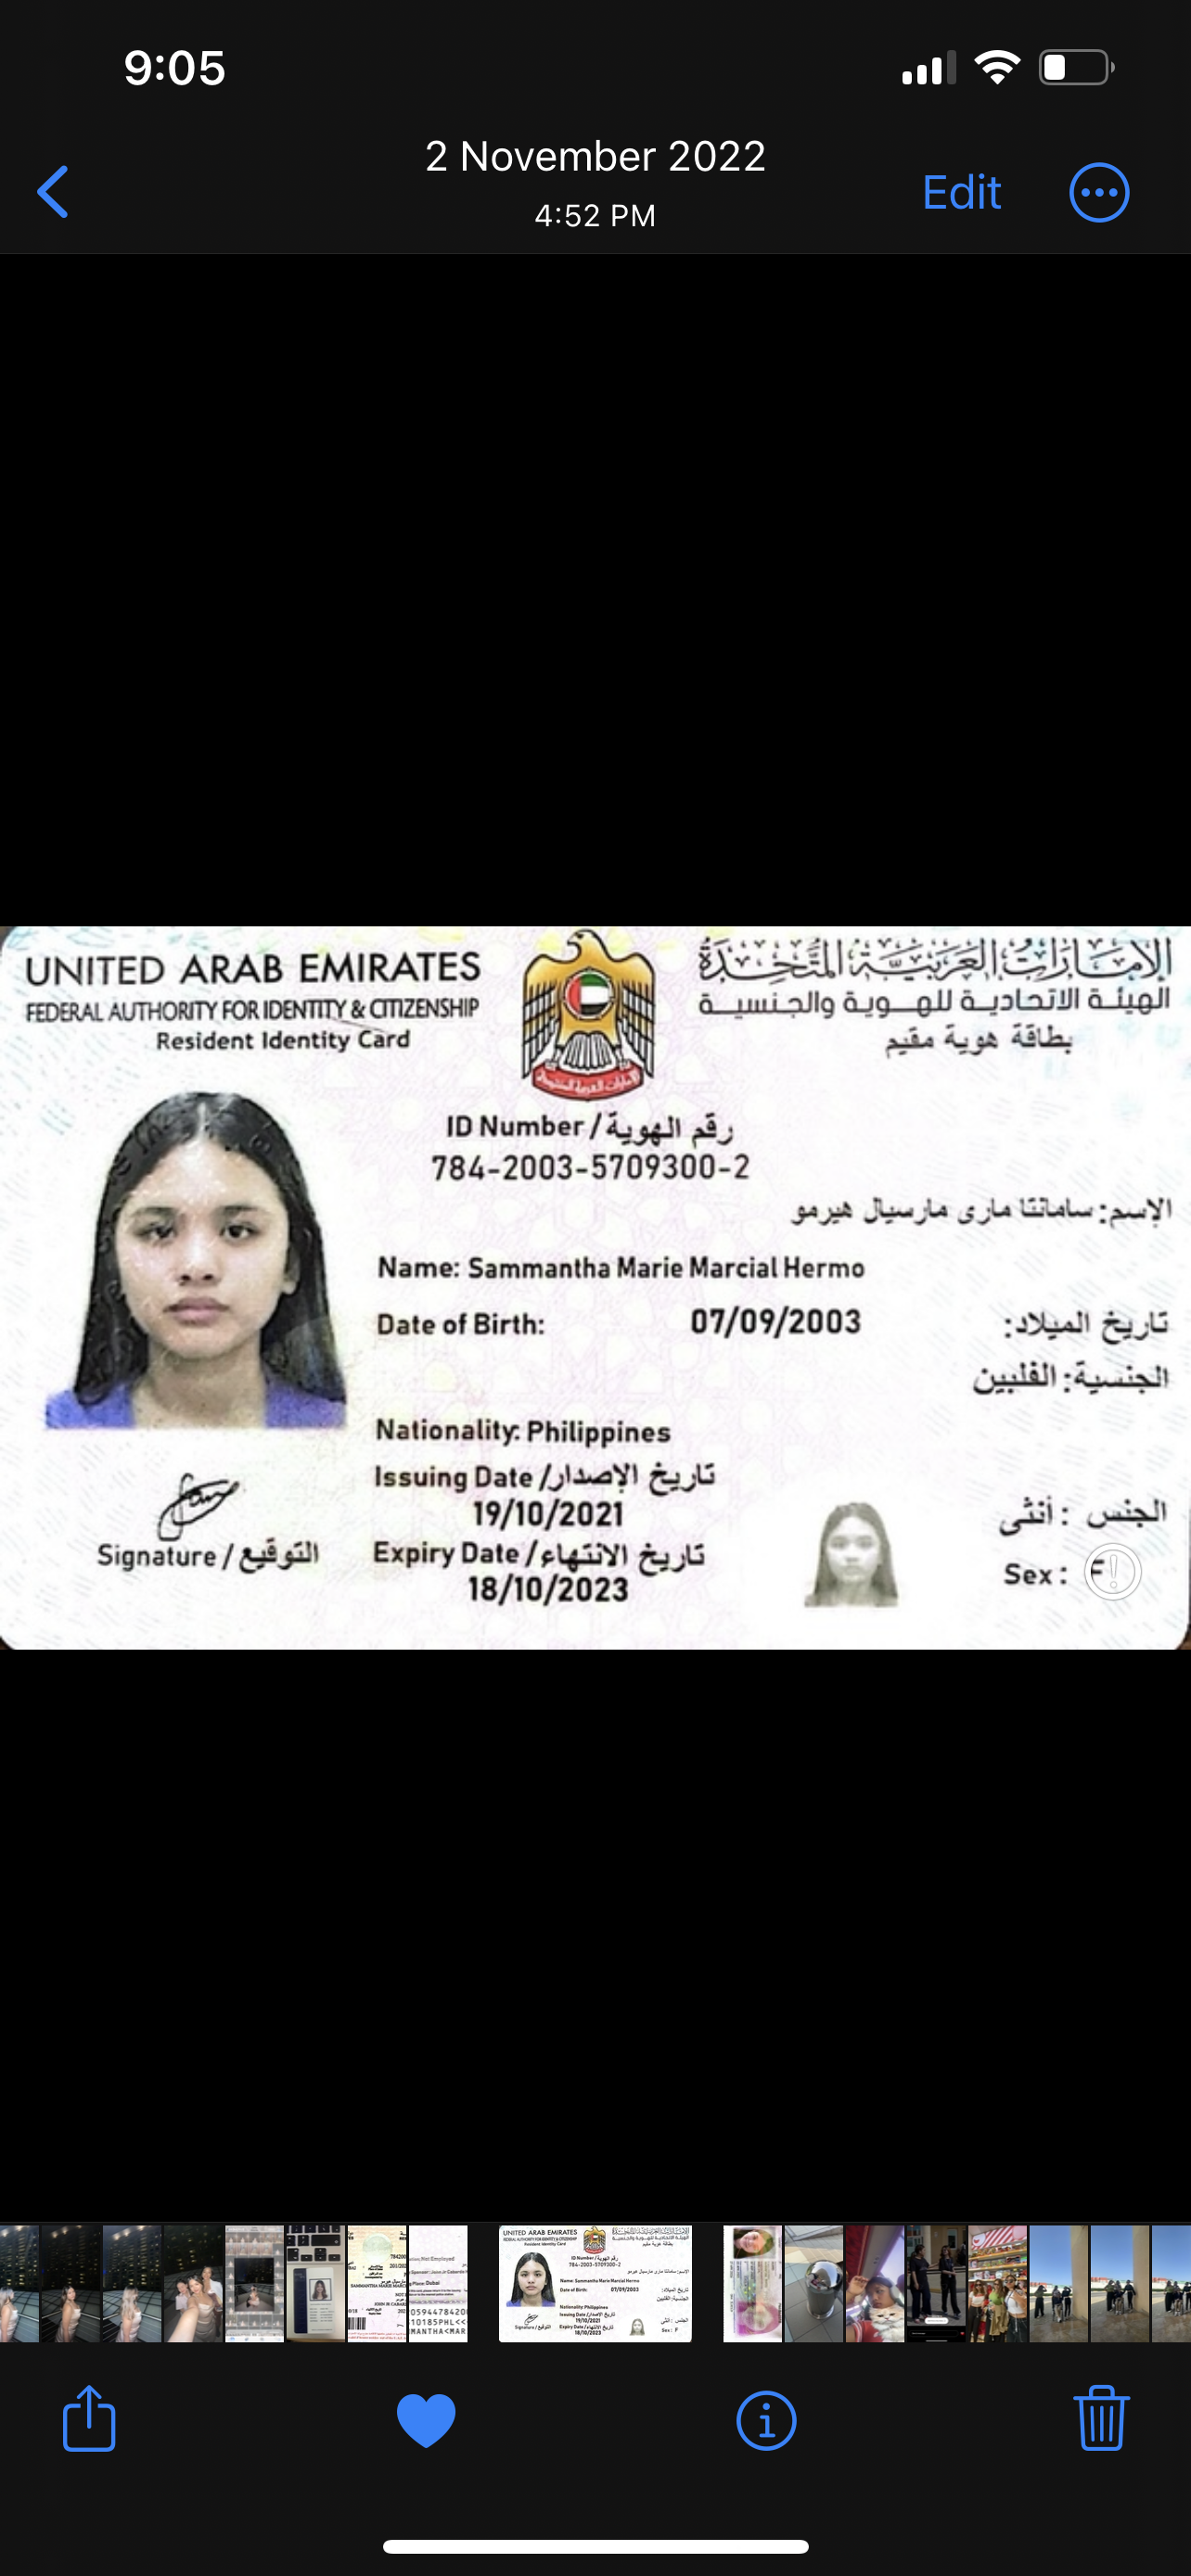 9:05
2 November 2022
4:52 PM
Edit
UNITED ARAB EMIRATES
الإمارات العربية المتحدة
FEDERAL AUTHORITY FOR IDENTITY & CITIZENSHIP
الهيئة الاتحادية للهوية والجنسية
Resident Identity Card
بطاقة هوية مقيم
ID Number / رقم الهوية
784-2003-5709300-2
الإسم: سامانتا مارى مارسيال هيرمو
Name: Sammantha Marie Marcial Hermo
Date of Birth: 07/09/2003 تاريخ الميلاد:
الجنسية: الفلبين
Nationality: Philippines
Issuing Date / تاريخ الإصدار
19/10/2021
الجنس : أنثى
Signature / التوقيع
Expiry Date / تاريخ الانتهاء
18/10/2023
Sex: F